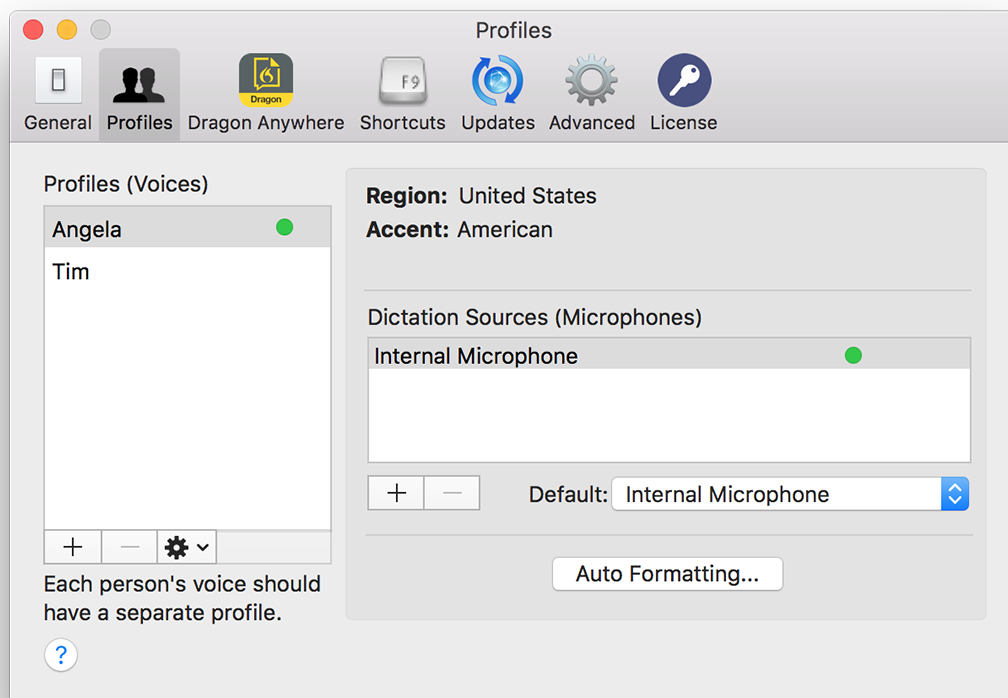 Profiles
F9
Dragon
General Profiles Dragon Anywhere Shortcuts Updates Advanced License
Profiles (Voices)
Angela
Tim
Each person's voice should
have a separate profile.
?
Region: United States
Accent: American
Dictation Sources (Microphones)
Internal Microphone
Default: Internal Microphone
Auto Formatting...